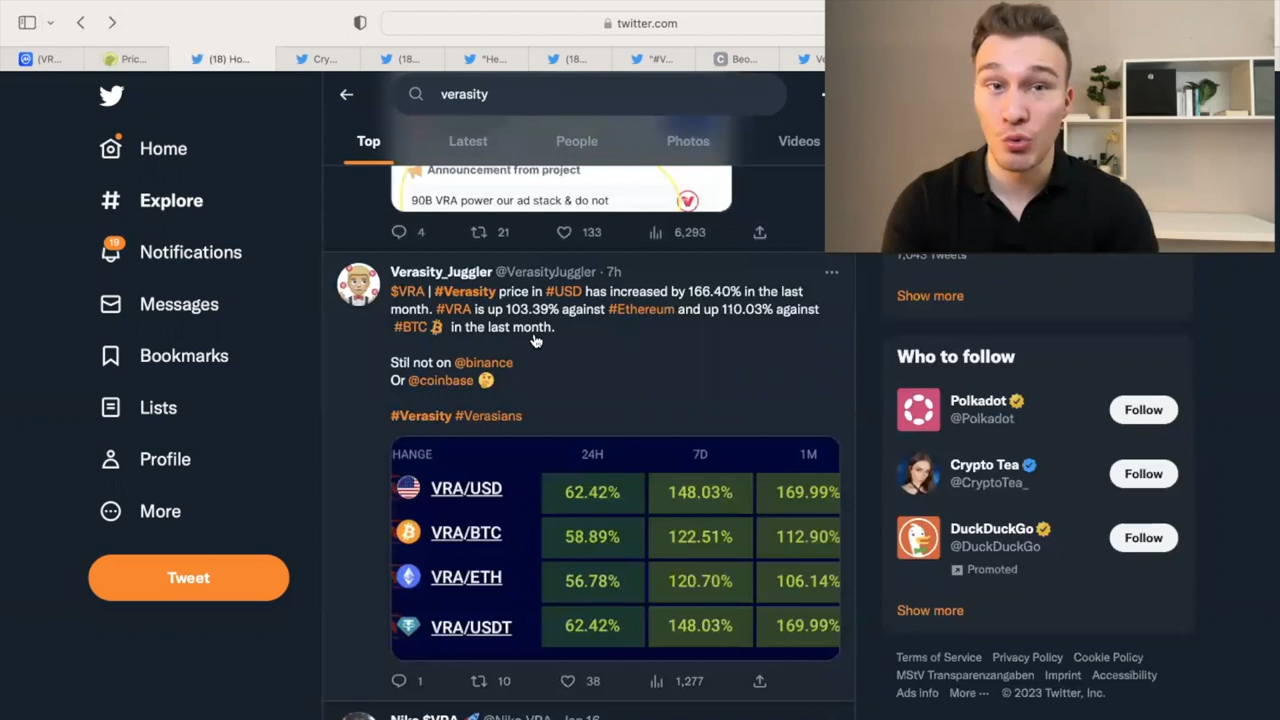 twitter.com
(VR...
Pric...
(18) Ho...
Cry...
(18...
"He...
(18...
"#V...
Beo...
verasity
Home
Explore
19
Notifications
Messages
Bookmarks
Lists
Profile
More
Tweet
Top
Latest
People
Photos
Videos
Announcement from project
90B VRA power our ad stack & do not
4
21
133
6,293
Verasity_Juggler @VerasityJuggler · 7h
$VRA | #Verasity price in #USD has increased by 166.40% in the last
month. #VRA is up 103.39% against #Ethereum and up 110.03% against
#BTC in the last month.
Stil not on @binance
Or @coinbase 🤔
#Verasity #Verasians
HANGE 24H 7D 1M
VRA/USD 62.42% 148.03% 169.99%
VRA/BTC 58.89% 122.51% 112.90%
VRA/ETH 56.78% 120.70% 106.14%
VRA/USDT 62.42% 148.03% 169.99%
1
10
38
1,277
Show more
Who to follow
Polkadot
@Polkadot
Follow
Crypto Tea
@CryptoTea_
Follow
DuckDuckGo
@DuckDuckGo
Follow
Promoted
Show more
Terms of Service Privacy Policy Cookie Policy
MStV Transparenzangaben Imprint Accessibility
Ads info More ··· © 2023 Twitter, Inc.